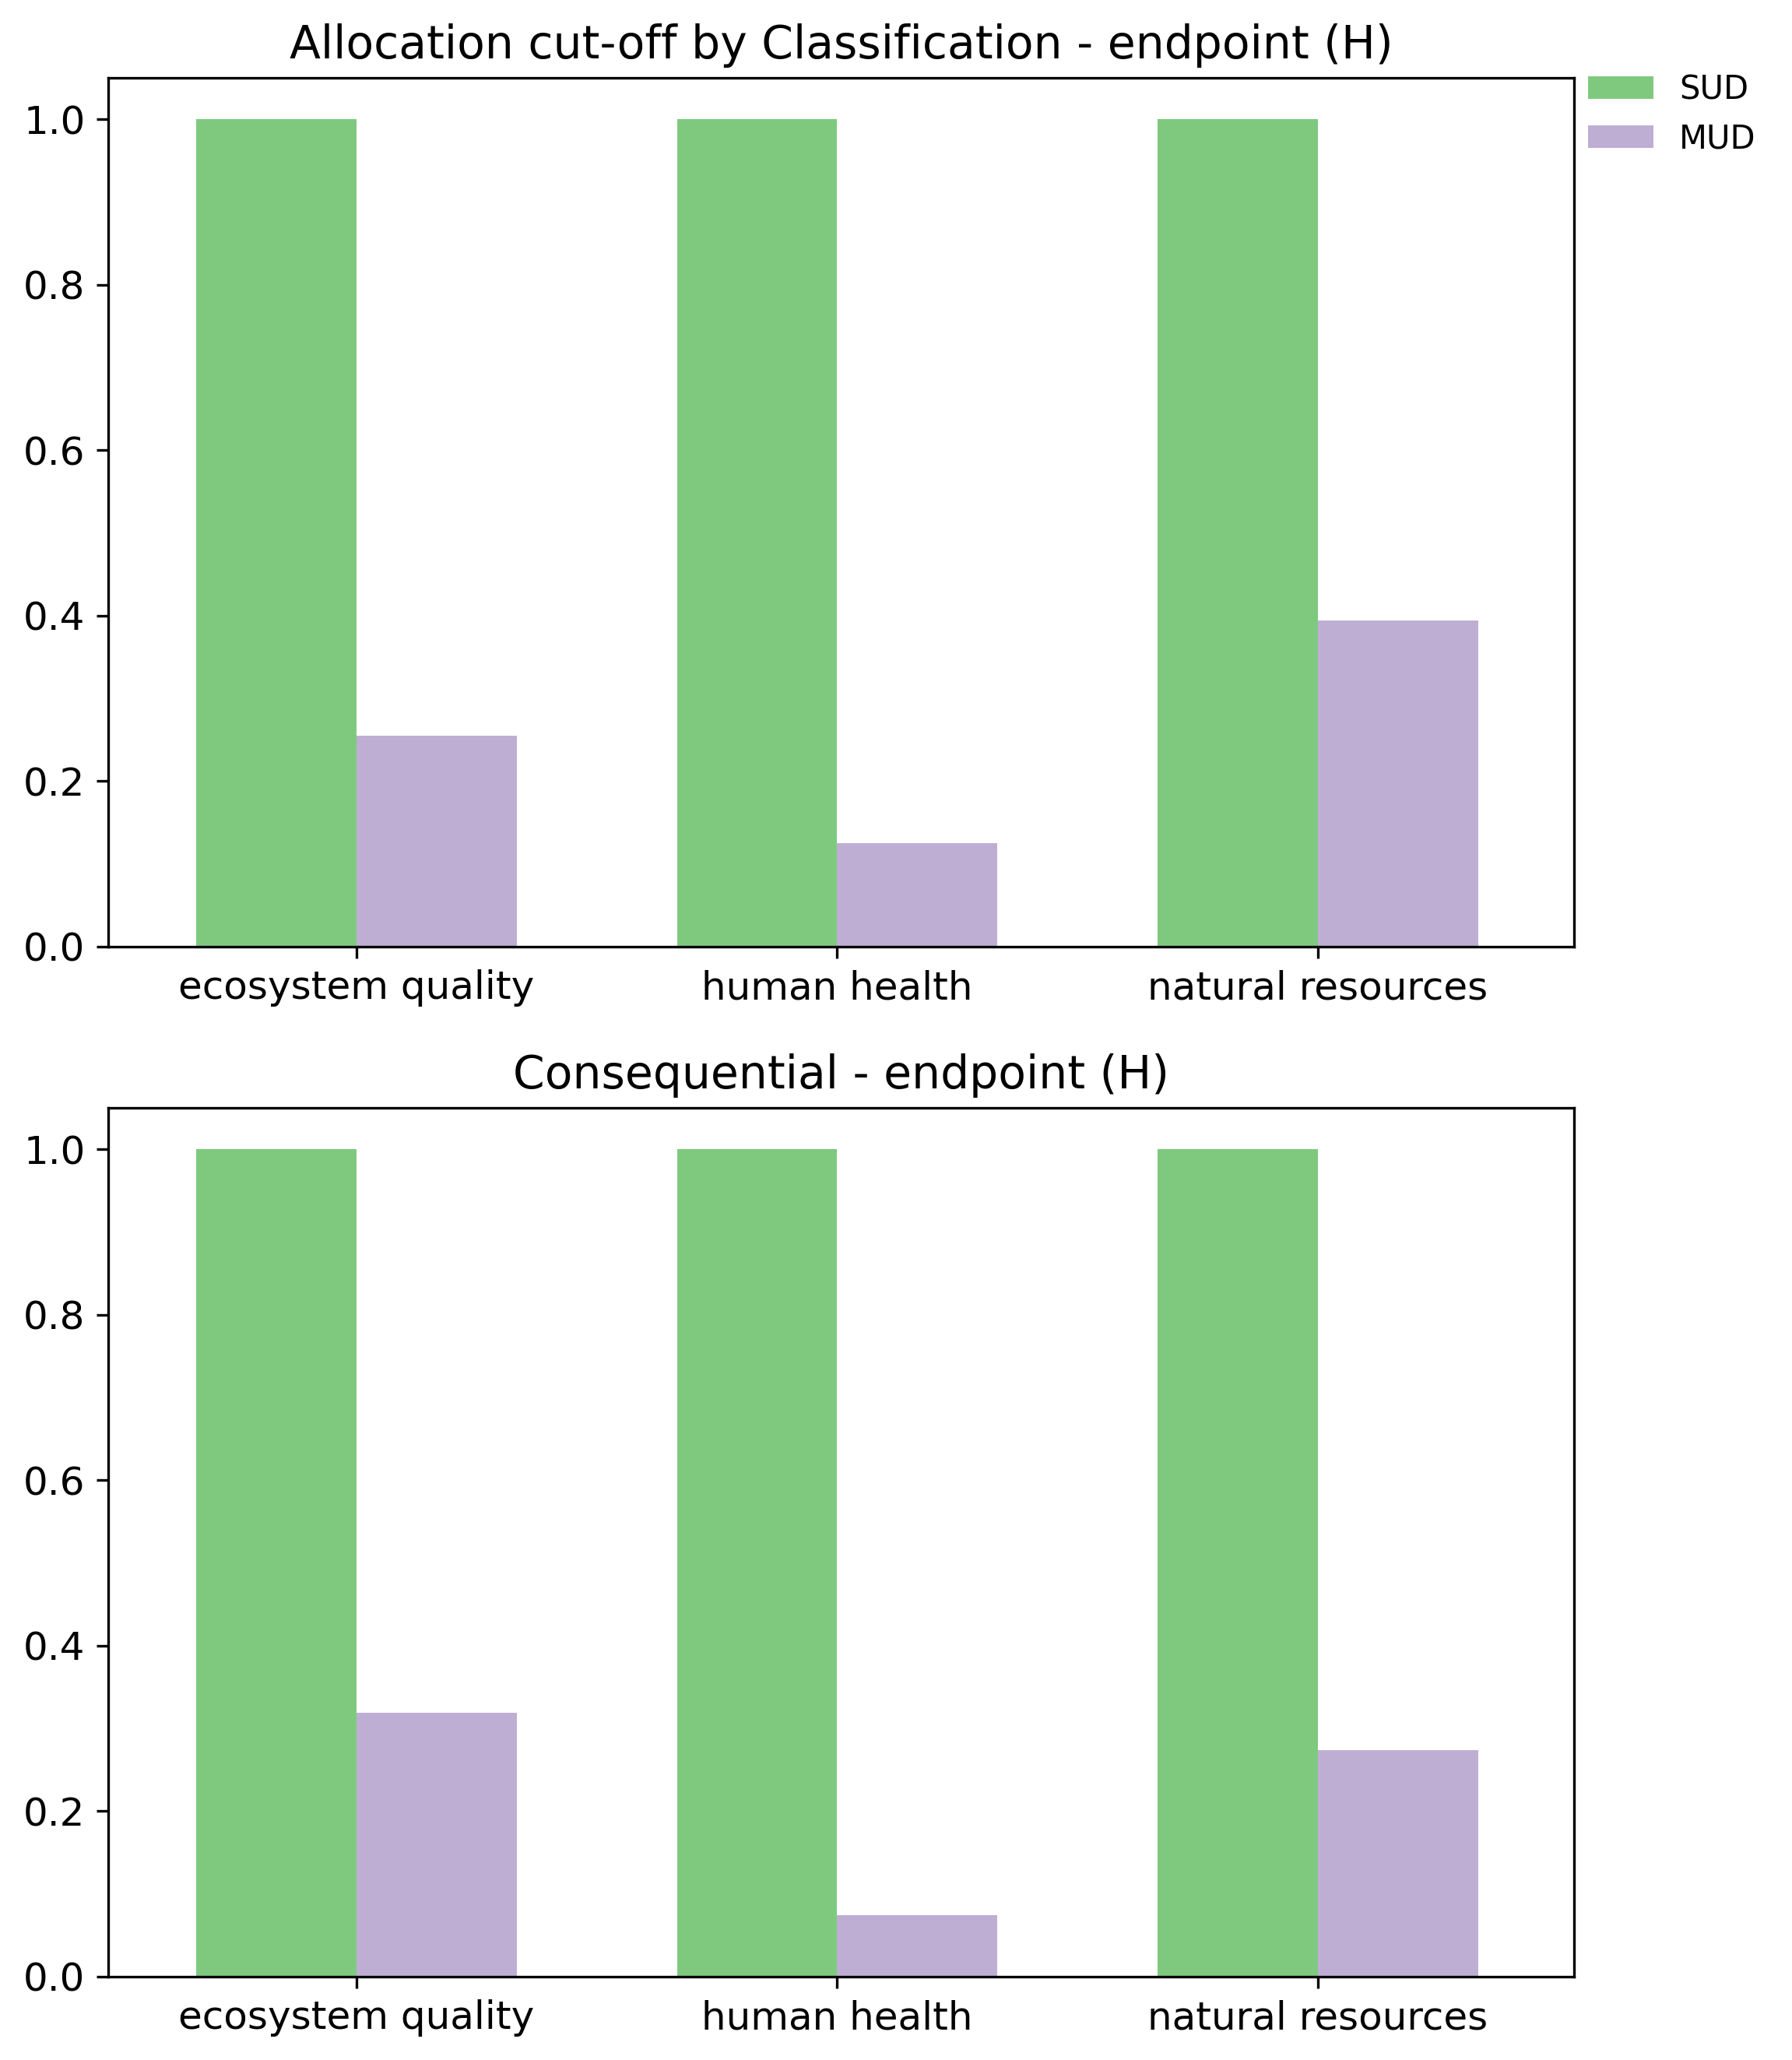 Allocation cut-off by Classification - endpoint (H)
SUD
MUD
1.0
0.8
0.6
0.4
0.2
0.0
ecosystem quality
human health
natural resources
Consequential - endpoint (H)
1.0
0.8
0.6
0.4
0.2
0.0
ecosystem quality
human health
natural resources